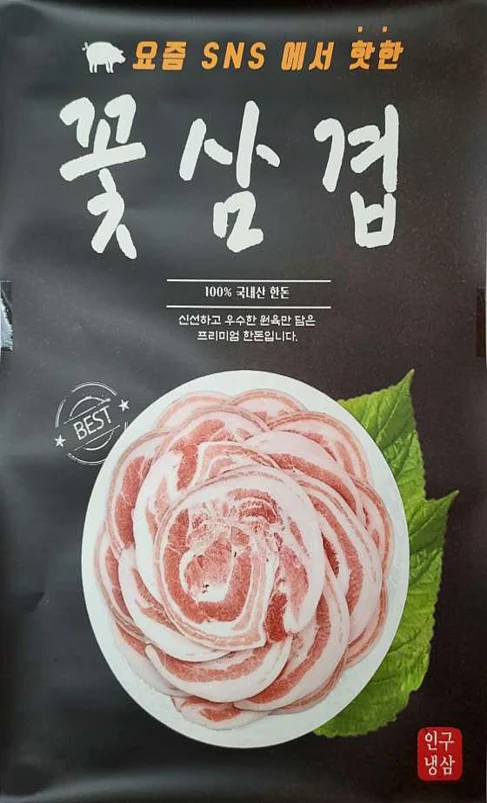 요즘 SNS 에서 핫한
꽃삼겹
100% 국내산 한돈
신선하고 우수한 원육만 담은
프리미엄 한돈입니다.
BEST
인구
냉삼